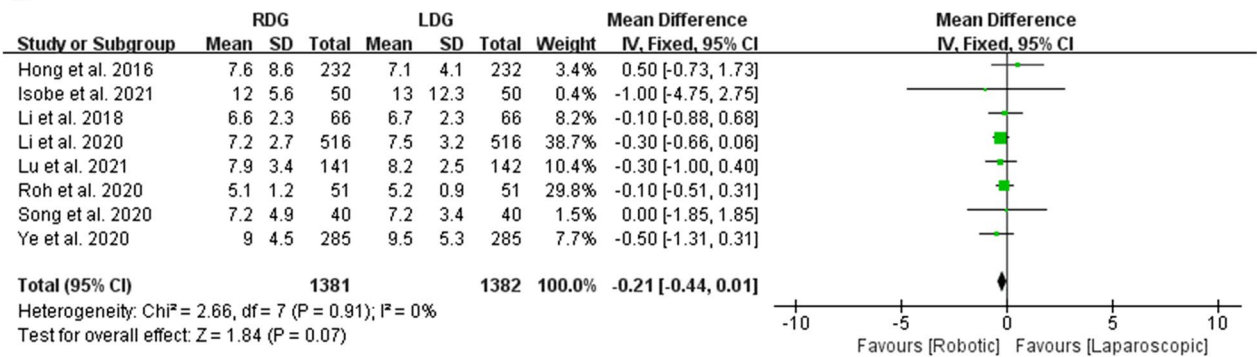 RDG LDG Mean Difference Mean Difference
Study or Subgroup Mean SD Total Mean SD Total Weight IV, Fixed, 95% CI IV, Fixed, 95% CI
Hong et al. 2016 7.6 8.6 232 7.1 4.1 232 3.4% 0.50 [-0.73, 1.73]
Isobe et al. 2021 12 5.6 50 13 12.3 50 0.4% -1.00 [-4.75, 2.75]
Li et al. 2018 6.6 2.3 66 6.7 2.3 66 8.2% -0.10 [-0.88, 0.68]
Li et al. 2020 7.2 2.7 516 7.5 3.2 516 38.7% -0.30 [-0.66, 0.06]
Lu et al. 2021 7.9 3.4 141 8.2 2.5 142 10.4% -0.30 [-1.00, 0.40]
Roh et al. 2020 5.1 1.2 51 5.2 0.9 51 29.8% -0.10 [-0.51, 0.31]
Song et al. 2020 7.2 4.9 40 7.2 3.4 40 1.5% 0.00 [-1.85, 1.85]
Ye et al. 2020 9 4.5 285 9.5 5.3 285 7.7% -0.50 [-1.31, 0.31]
Total (95% CI) 1381 1382 100.0% -0.21 [-0.44, 0.01]
Heterogeneity: Chi² = 2.66, df = 7 (P = 0.91); I² = 0%
Test for overall effect: Z = 1.84 (P = 0.07)
-10 -5 0 5 10
Favours [Robotic] Favours [Laparoscopic]